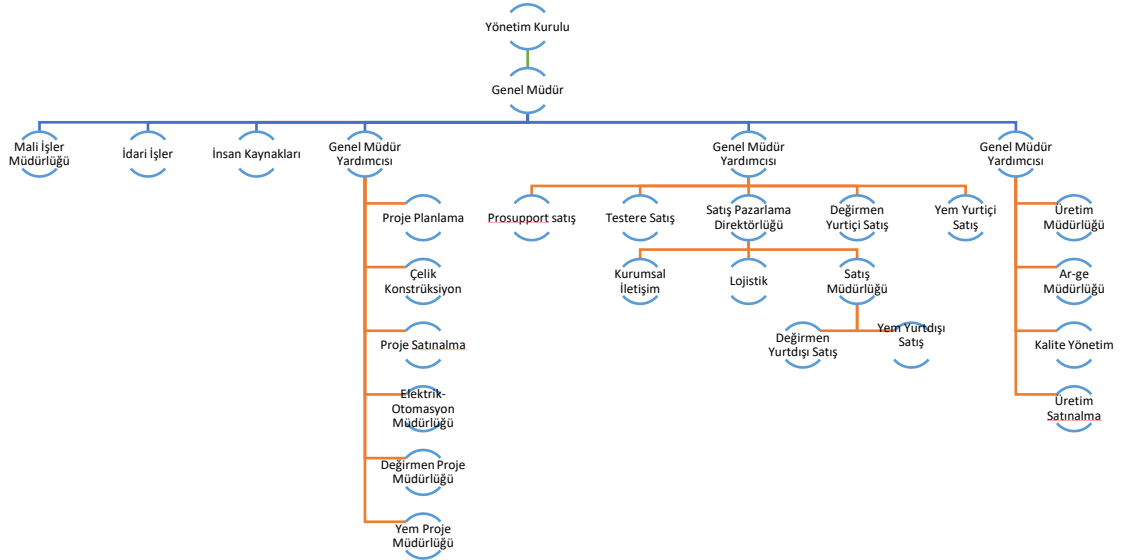 Yönetim Kurulu
Genel Müdür
Mali İşler
Müdürlüğü
İdari İşler
İnsan Kaynakları
Genel Müdür
Yardımcısı
Genel Müdür
Yardımcısı
Genel Müdür
Yardımcısı
Proje Planlama
Çelik
Konstrüksiyon
Proje Satınalma
Elektrik-
Otomasyon
Müdürlüğü
Değirmen Proje
Müdürlüğü
Yem Proje
Müdürlüğü
Prosupport satış
Testere Satış
Satış Pazarlama
Direktörlüğü
Değirmen
Yurtiçi Satış
Yem Yurtiçi
Satış
Kurumsal
İletişim
Lojistik
Satış
Müdürlüğü
Değirmen
Yurtdışı Satış
Yem Yurtdışı
Satış
Üretim
Müdürlüğü
Ar-ge
Müdürlüğü
Kalite Yönetim
Üretim
Satınalma